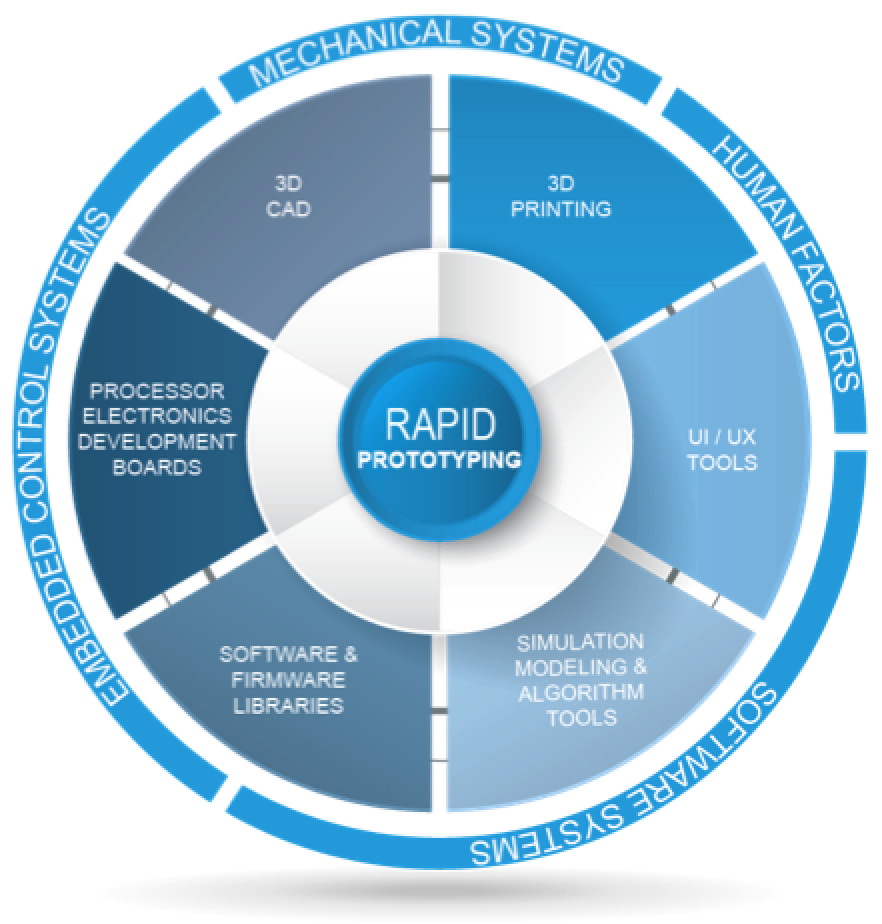 MECHANICAL SYSTEMS
HUMAN FACTORS
SOFTWARE SYSTEMS
EMBEDDED CONTROL SYSTEMS
3D
CAD
3D
PRINTING
UI / UX
TOOLS
SIMULATION
MODELING &
ALGORITHM
TOOLS
SOFTWARE &
FIRMWARE
LIBRARIES
PROCESSOR
ELECTRONICS
DEVELOPMENT
BOARDS
RAPID
PROTOTYPING